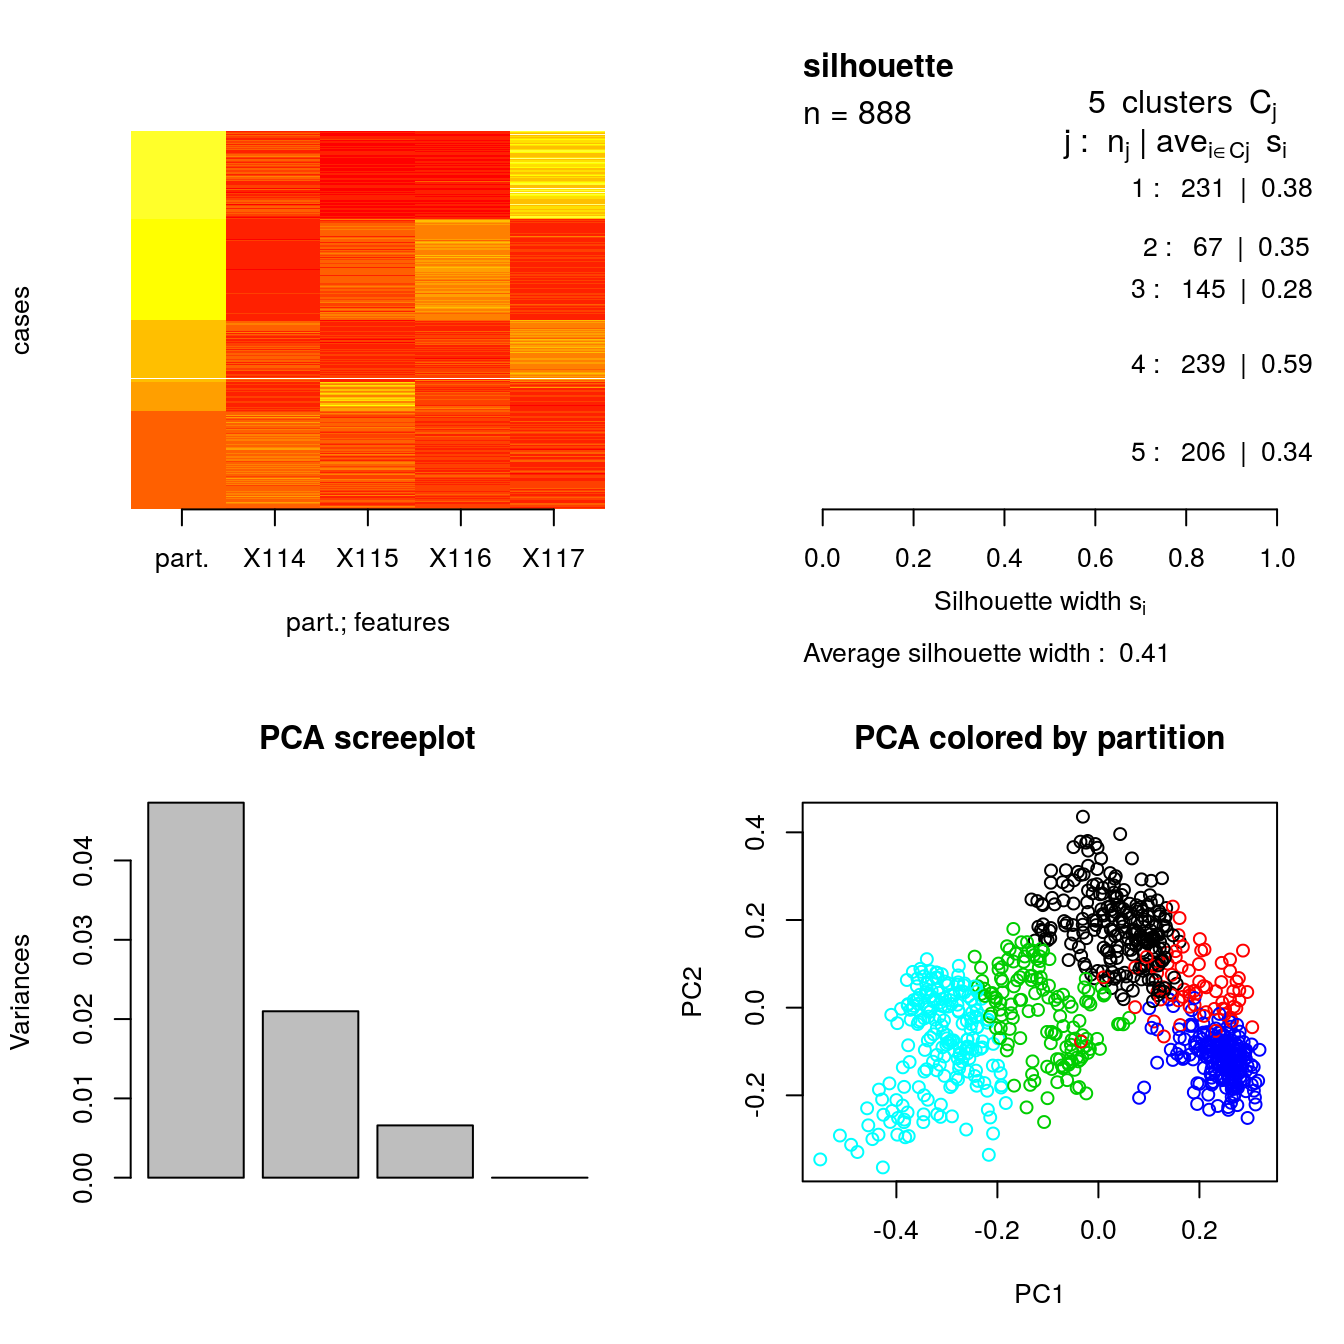 cases
part. X114 X115 X116 X117
part.; features
silhouette
n = 888
5 clusters Cj
j : nj | avei∈Cj si
1 : 231 | 0.38
2 : 67 | 0.35
3 : 145 | 0.28
4 : 239 | 0.59
5 : 206 | 0.34
0.0 0.2 0.4 0.6 0.8 1.0
Silhouette width si
Average silhouette width : 0.41
PCA screeplot
Variances
0.04
0.03
0.02
0.01
0.00
PCA colored by partition
PC2
0.4
0.2
0.0
-0.2
-0.4 -0.2 0.0 0.2
PC1